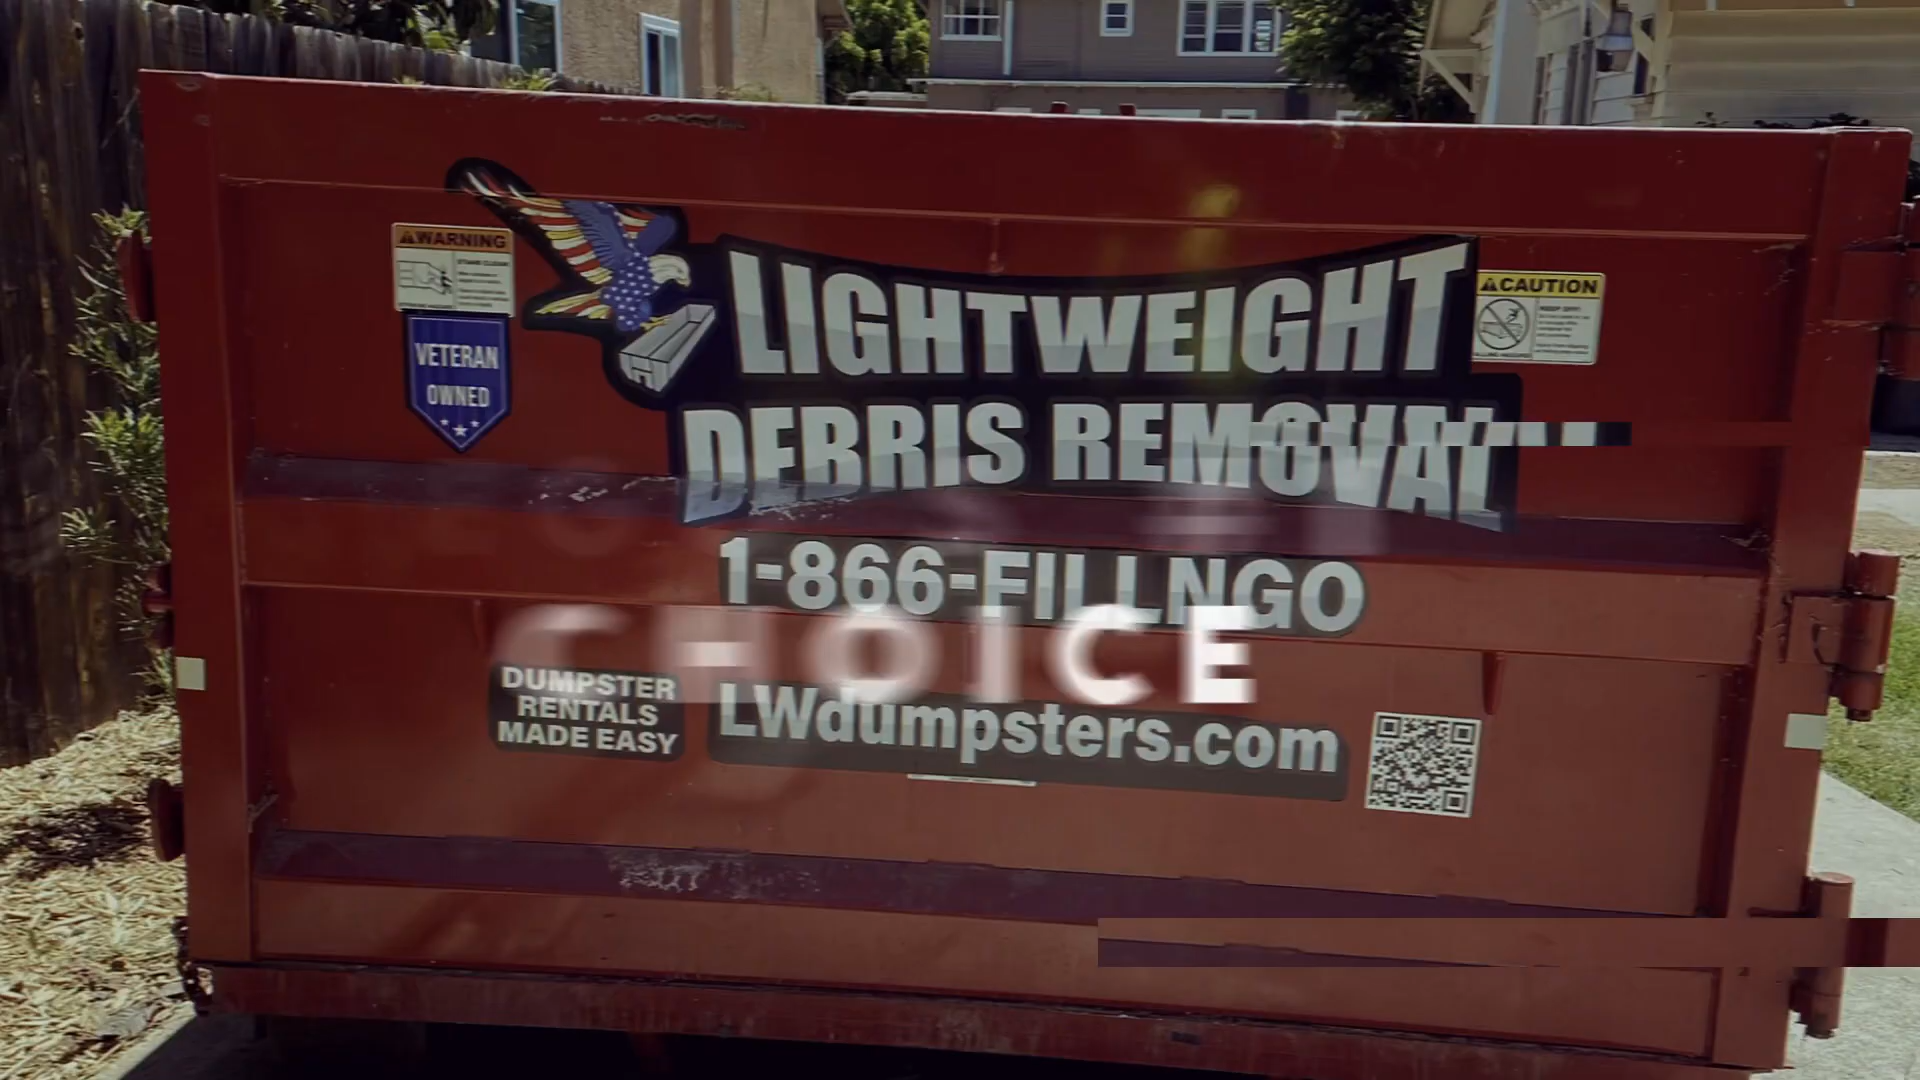 WARNING
VETERAN
OWNED
LIGHTWEIGHT
DEBRIS REMOVAL
CAUTION
1-866-FILLNGO
CHOICE
DUMPSTER
RENTALS
MADE EASY
LWdumpsters.com